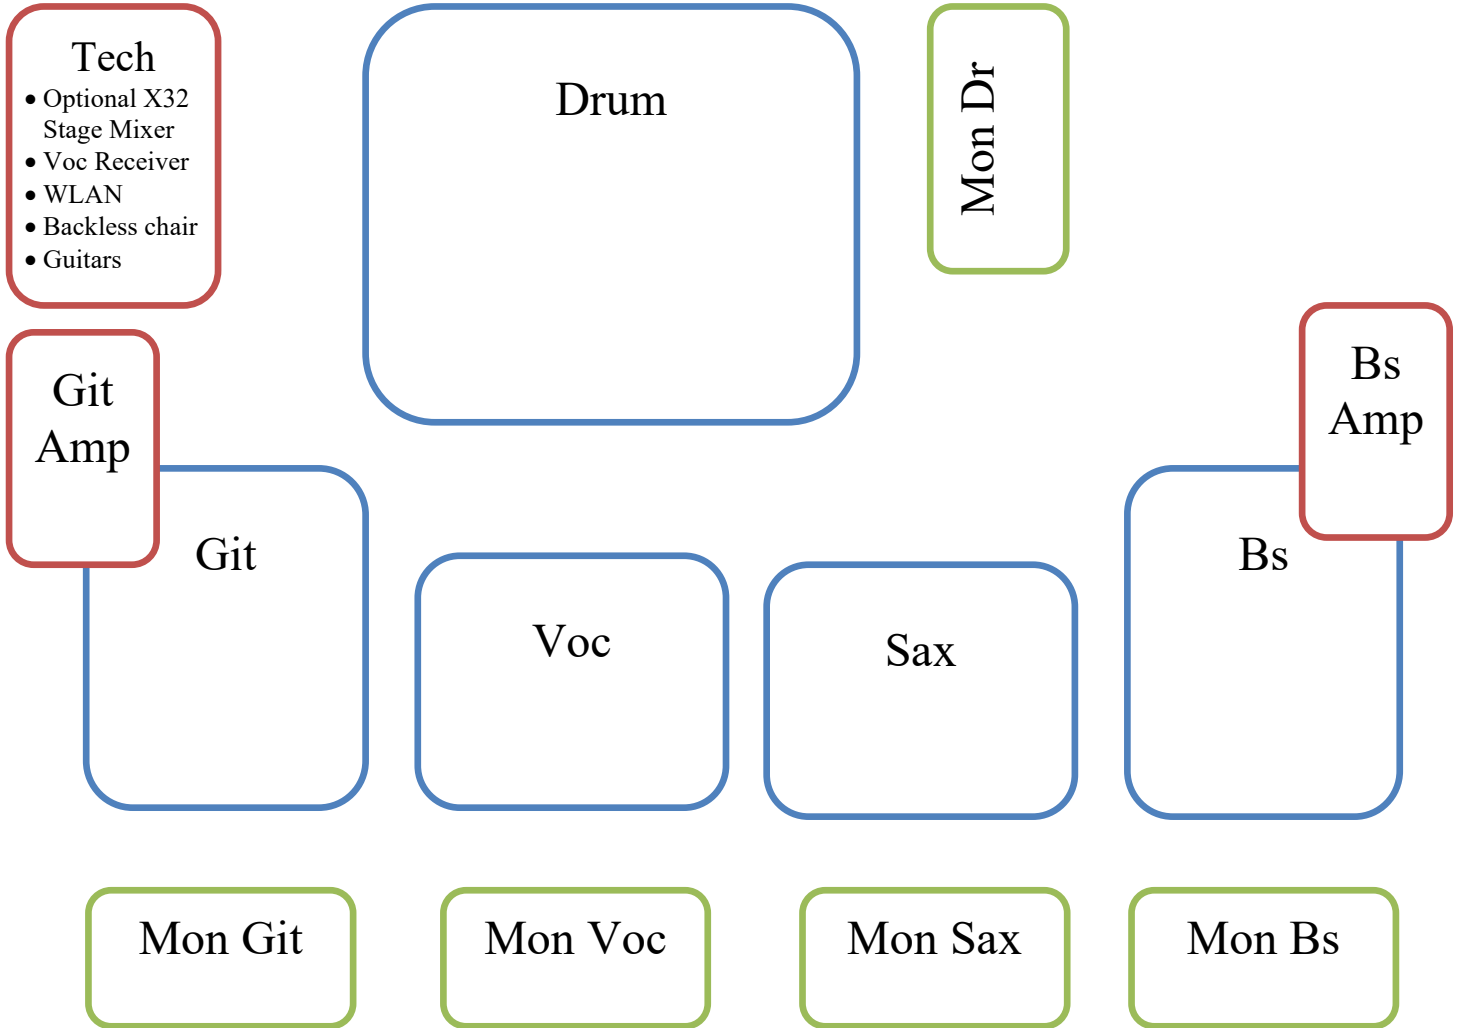 Tech
• Optional X32
Stage Mixer
• Voc Receiver
• WLAN
• Backless chair
• Guitars
Drum
Mon Dr
Git
Amp
Bs
Amp
Git
Voc
Sax
Bs
Mon Git
Mon Voc
Mon Sax
Mon Bs